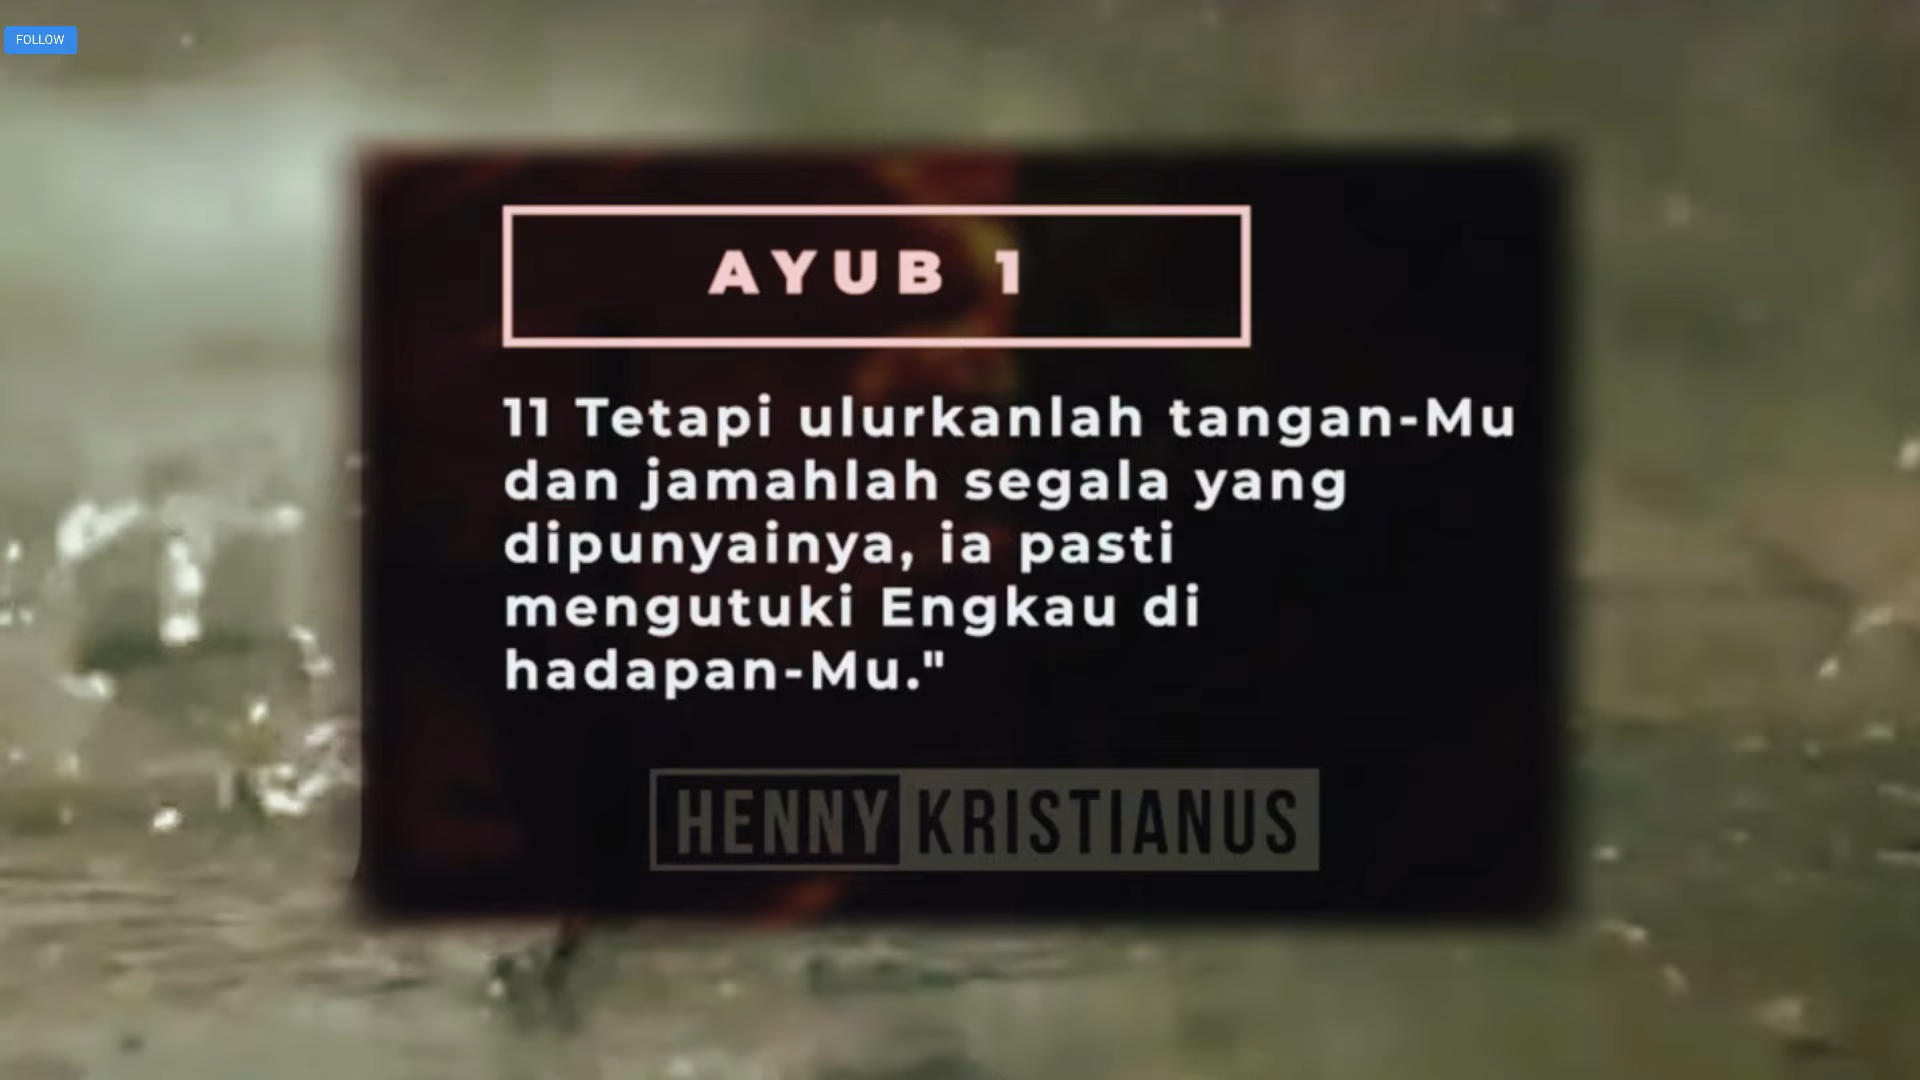 FOLLOW
AYUB 1
11 Tetapi ulurkanlah tangan-Mu
dan jamahlah segala yang
dipunyainya, ia pasti
mengutuki Engkau di
hadapan-Mu."
HENNY KRISTIANUS